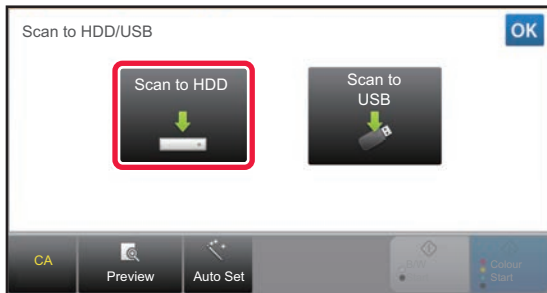 Scan to HDD/USB
OK
Scan to HDD
Scan to
USB
CA
Preview
Auto Set
B/W
Colour
Start